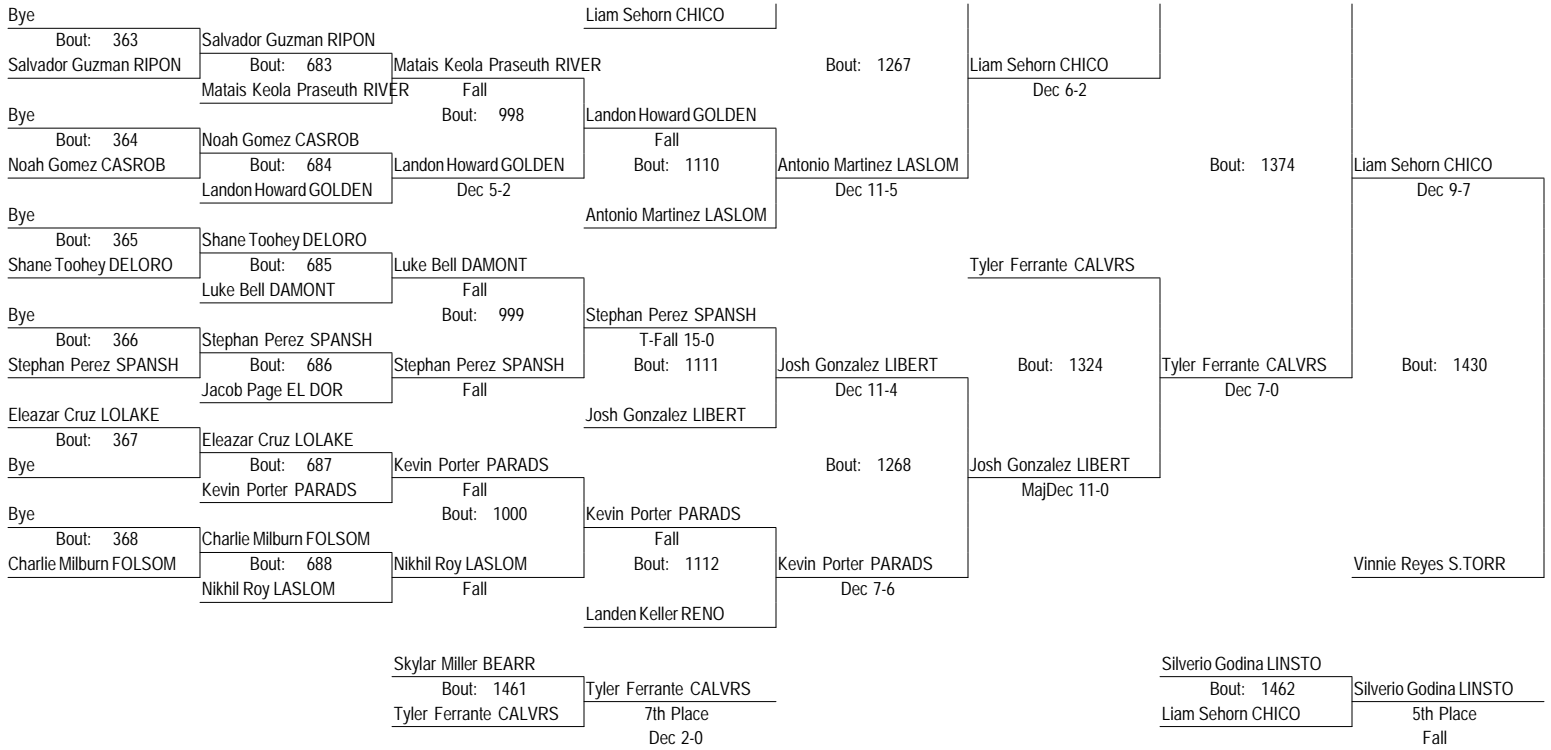 Bye
Liam Sehorn CHICO
Bout: 363
Salvador Guzman RIPON
Salvador Guzman RIPON
Bout: 683
Matais Keola Praseuth RIVER
Bout: 1267
Liam Sehorn CHICO
Matais Keola Praseuth RIVER
Fall
Dec 6-2
Bye
Bout: 998
Landon Howard GOLDEN
Bout: 364
Noah Gomez CASROB
Fall
Noah Gomez CASROB
Bout: 684
Landon Howard GOLDEN
Bout: 1110
Antonio Martinez LASLOM
Bout: 1374
Liam Sehorn CHICO
Landon Howard GOLDEN
Dec 5-2
Dec 11-5
Dec 9-7
Bye
Antonio Martinez LASLOM
Bout: 365
Shane Toohey DELORO
Shane Toohey DELORO
Bout: 685
Luke Bell DAMONT
Tyler Ferrante CALVRS
Luke Bell DAMONT
Fall
Bye
Bout: 999
Stephan Perez SPANSH
Bout: 366
Stephan Perez SPANSH
T-Fall 15-0
Stephan Perez SPANSH
Bout: 686
Stephan Perez SPANSH
Bout: 1111
Josh Gonzalez LIBERT
Bout: 1324
Tyler Ferrante CALVRS
Bout: 1430
Jacob Page EL DOR
Fall
Dec 11-4
Dec 7-0
Eleazar Cruz LOLAKE
Josh Gonzalez LIBERT
Bout: 367
Eleazar Cruz LOLAKE
Bye
Bout: 687
Kevin Porter PARADS
Bout: 1268
Josh Gonzalez LIBERT
Kevin Porter PARADS
Fall
MajDec 11-0
Bye
Bout: 1000
Kevin Porter PARADS
Bout: 368
Charlie Milburn FOLSOM
Fall
Charlie Milburn FOLSOM
Bout: 688
Nikhil Roy LASLOM
Bout: 1112
Kevin Porter PARADS
Vinnie Reyes S.TORR
Nikhil Roy LASLOM
Fall
Dec 7-6
Landen Keller RENO
Skylar Miller BEARR
Silverio Godina LINSTO
Bout: 1461
Tyler Ferrante CALVRS
Bout: 1462
Silverio Godina LINSTO
Tyler Ferrante CALVRS
7th Place
Liam Sehorn CHICO
5th Place
Dec 2-0
Fall